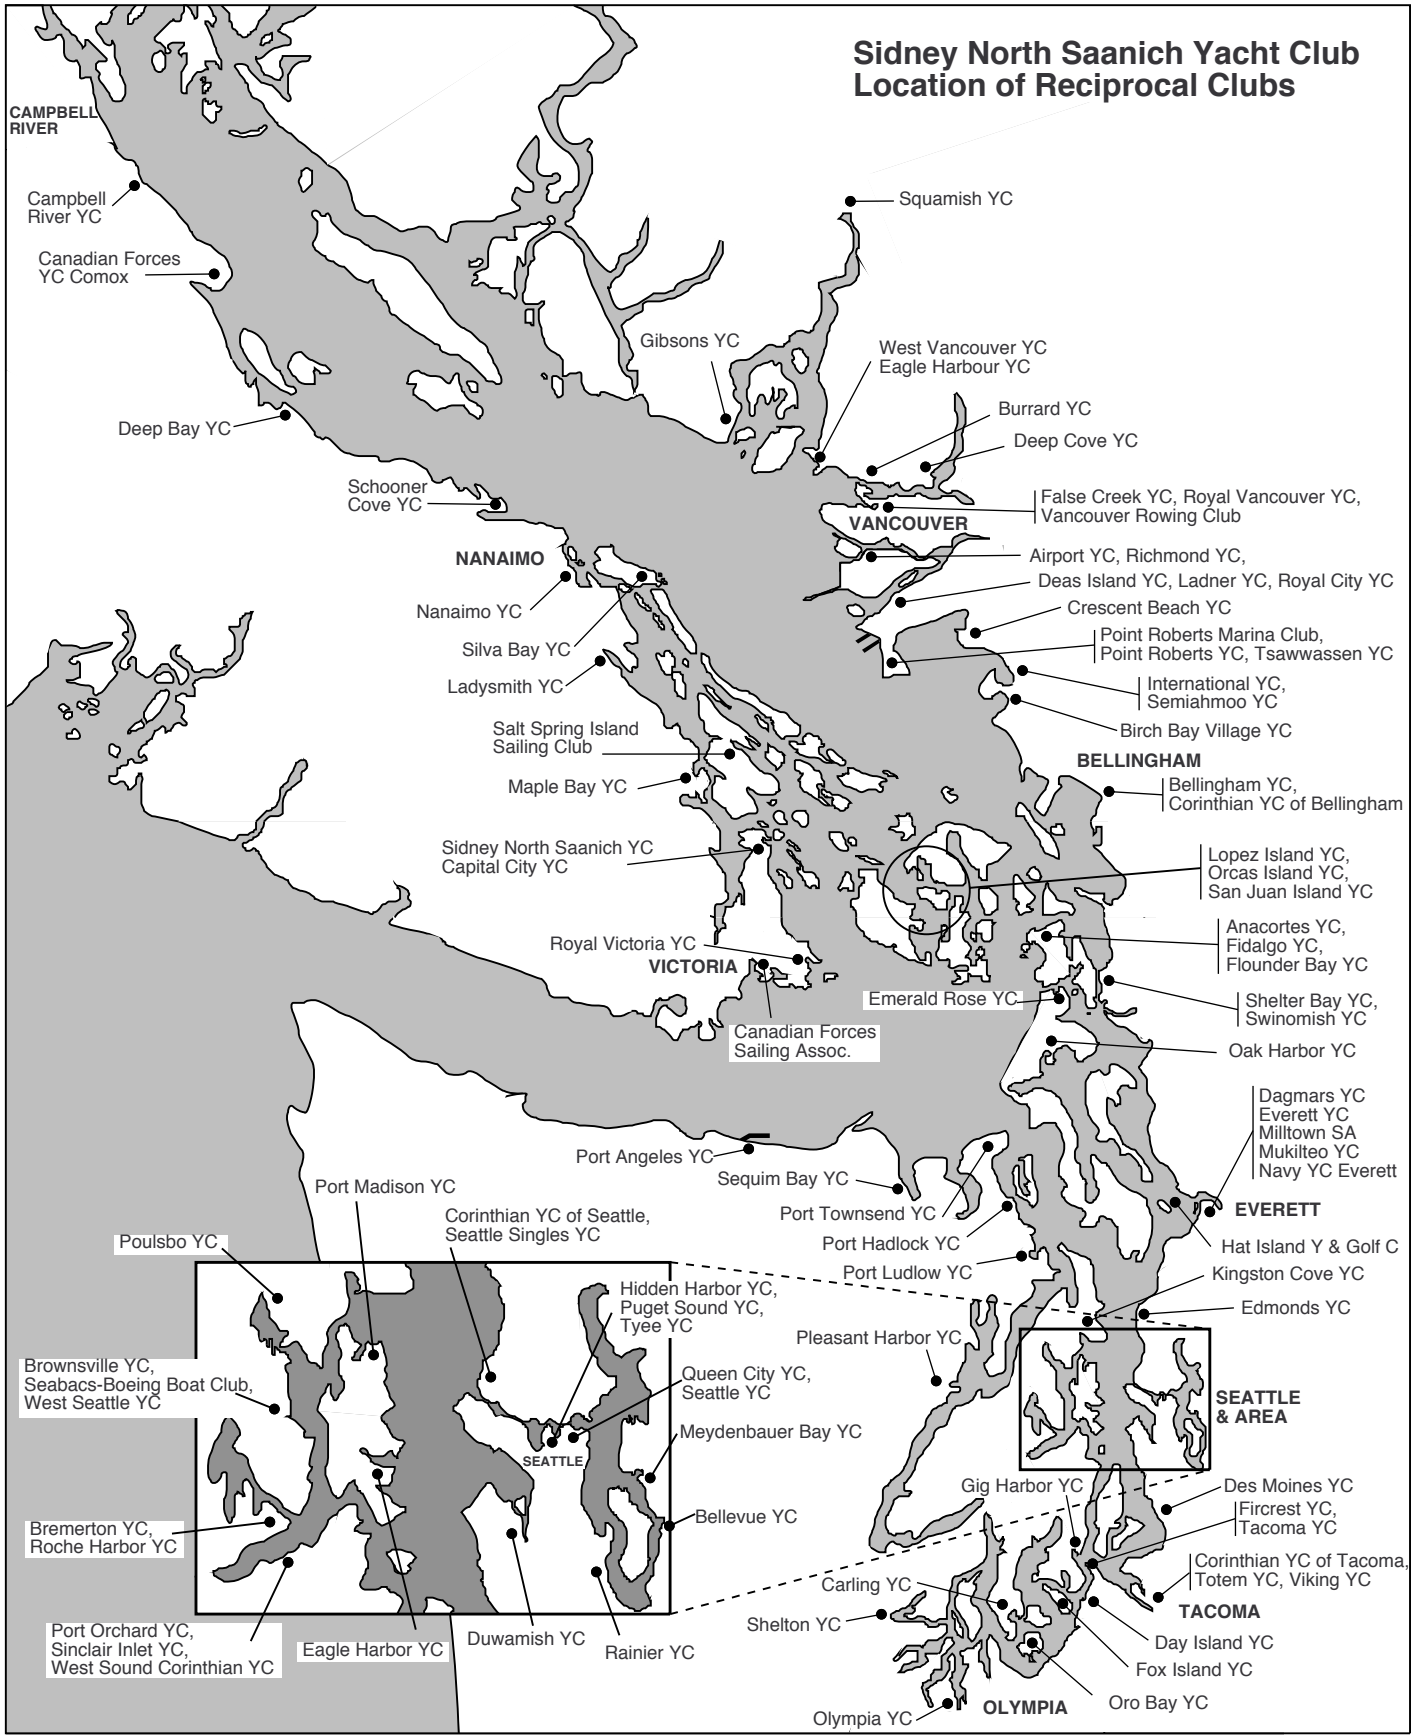 Sidney North Saanich Yacht Club
Location of Reciprocal Clubs
CAMPBELL
RIVER
Campbell
River YC
Squamish YC
Canadian Forces
YC Comox
Gibsons YC
West Vancouver YC
Eagle Harbour YC
Burrard YC
Deep Bay YC
Deep Cove YC
Schooner
Cove YC
False Creek YC, Royal Vancouver YC,
Vancouver Rowing Club
VANCOUVER
NANAIMO
Airport YC, Richmond YC,
Deas Island YC, Ladner YC, Royal City YC
Nanaimo YC
Crescent Beach YC
Silva Bay YC
Point Roberts Marina Club,
Point Roberts YC, Tsawwassen YC
Ladysmith YC
International YC,
Semiahmoo YC
Salt Spring Island
Sailing Club
Birch Bay Village YC
BELLINGHAM
Maple Bay YC
Bellingham YC,
Corinthian YC of Bellingham
Sidney North Saanich YC
Capital City YC
Lopez Island YC,
Orcas Island YC,
San Juan Island YC
Royal Victoria YC
VICTORIA
Anacortes YC,
Fidalgo YC,
Flounder Bay YC
Emerald Rose YC
Shelter Bay YC,
Swinomish YC
Canadian Forces
Sailing Assoc.
Oak Harbor YC
Dagmars YC
Everett YC
Milltown SA
Mukilteo YC
Navy YC Everett
Port Angeles YC
Sequim Bay YC
Port Madison YC
Port Townsend YC
EVERETT
Corinthian YC of Seattle,
Seattle Singles YC
Poulsbo YC
Port Hadlock YC
Hat Island Y & Golf C
Port Ludlow YC
Kingston Cove YC
Hidden Harbor YC,
Puget Sound YC,
Tyee YC
Edmonds YC
Pleasant Harbor YC
Brownsville YC,
Seabacs-Boeing Boat Club,
West Seattle YC
Queen City YC,
Seattle YC
SEATTLE
& AREA
Meydenbauer Bay YC
SEATTLE
Gig Harbor YC
Des Moines YC
Bellevue YC
Fircrest YC,
Tacoma YC
Bremerton YC,
Roche Harbor YC
Corinthian YC of Tacoma,
Totem YC, Viking YC
Carling YC
TACOMA
Shelton YC
Port Orchard YC,
Sinclair Inlet YC,
West Sound Corinthian YC
Eagle Harbor YC
Duwamish YC
Rainier YC
Day Island YC
Fox Island YC
Oro Bay YC
OLYMPIA
Olympia YC